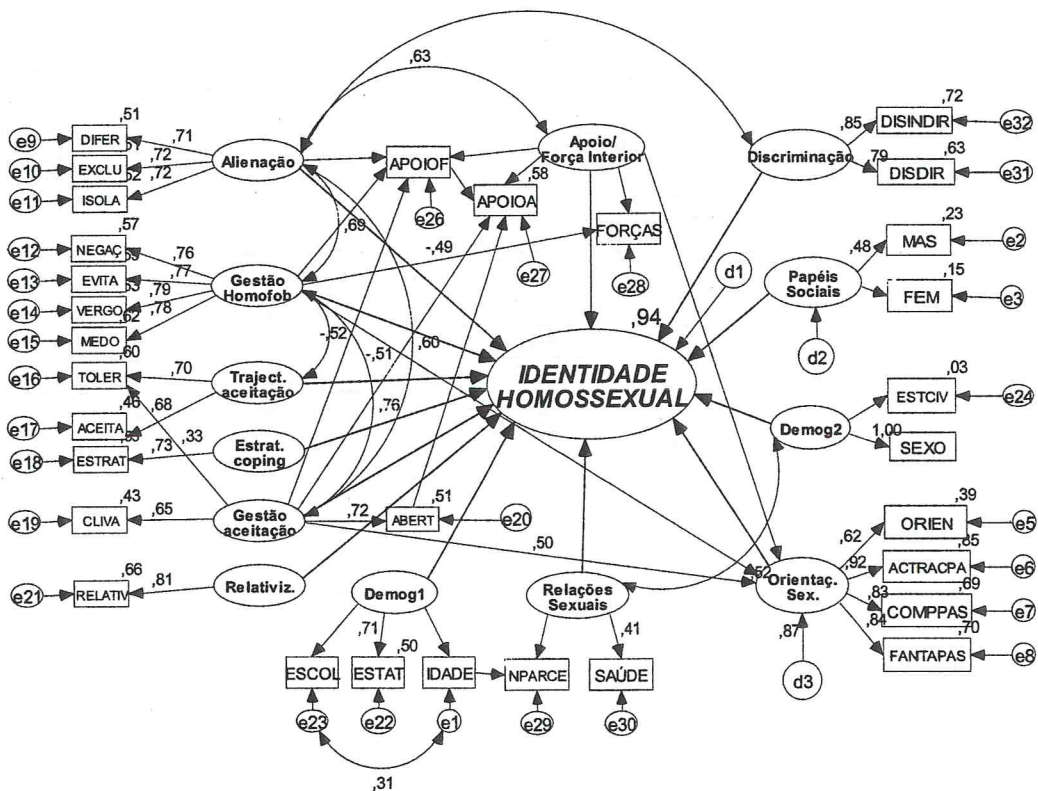 ,63
,51
,72
e9
DIFER
,71
,85
DISINDIR
e32
Alienação
Apoio/
Força Interior
Discriminação
e10
EXCLU
,72
APOIOF
,79
,63
,62
,72
,58
DISDIR
e31
e11
ISOLA
APOIOA
e26
,57
,69
FORÇAS
,23
e12
NEGAÇ
,76
-,49
,48
MAS
e2
e27
e13
EVITA
,77
Gestão
Homofob
e28
d1
Papéis
Sociais
,15
,63
,79
FEM
e3
e14
VERGO
,78
,62
,94
e15
MEDO
-,52
,60
d2
,60
-,51
e16
TOLER
,70
Traject.
aceitação
IDENTIDADE
HOMOSSEXUAL
,03
ESTCIV
e24
,46
,68
,76
Demog2
e17
ACEITA
1,00
,33
Estrat.
coping
SEXO
e18
ESTRAT
,73
,43
,51
,39
e19
CLIVA
,65
Gestão
aceitação
,72
ABERT
e20
,62
ORIEN
e5
,50
,85
,66
,52
Orientaç.
Sex.
,92
ACTRACPA
e6
e21
RELATIV
,81
Relativiz.
Demog1
Relações
Sexuais
,69
,83
COMPPAS
e7
,84
,70
,71
,50
,41
,87
FANTAPAS
e8
ESCOL
ESTAT
IDADE
NPARCE
SAÚDE
d3
e23
e22
e1
e29
e30
,31